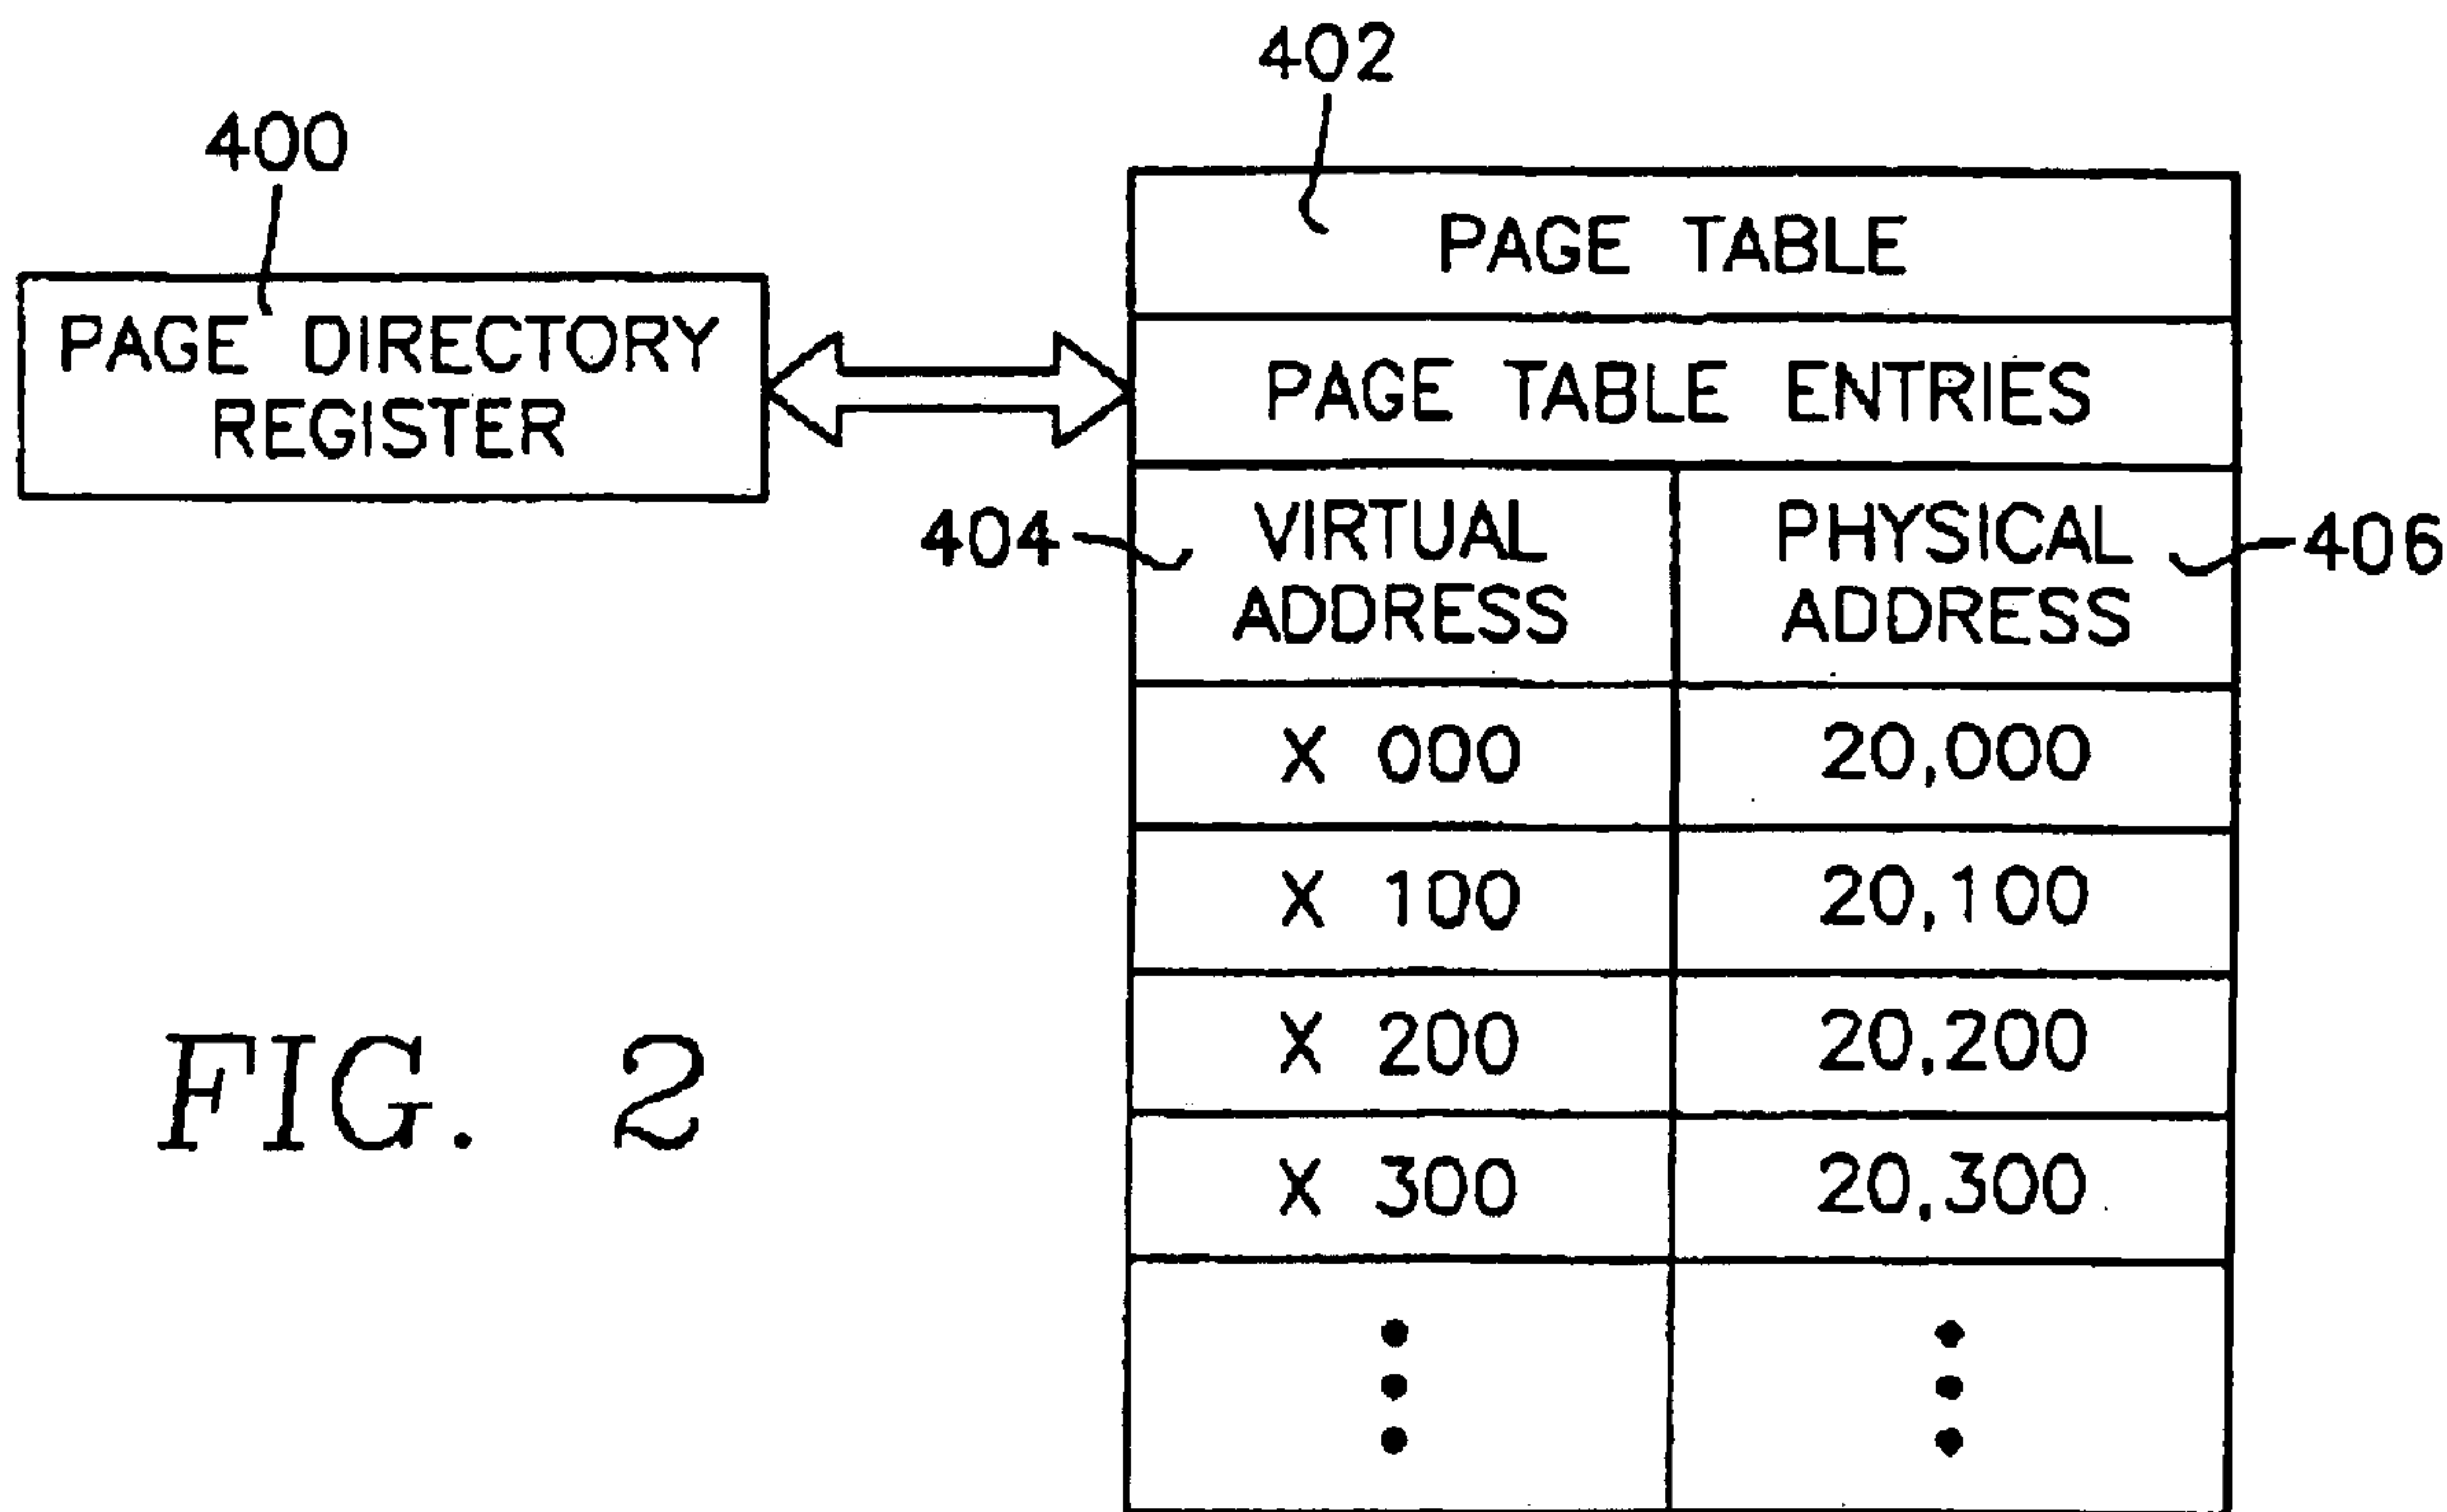 402
400
PAGE TABLE
PAGE DIRECTORY
REGISTER
PAGE TABLE ENTRIES
404
VIRTUAL
ADDRESS
PHYSICAL
ADDRESS
406
X 000
20,000
X 100
20,100
X 200
20,200
X 300
20,300
FIG. 2